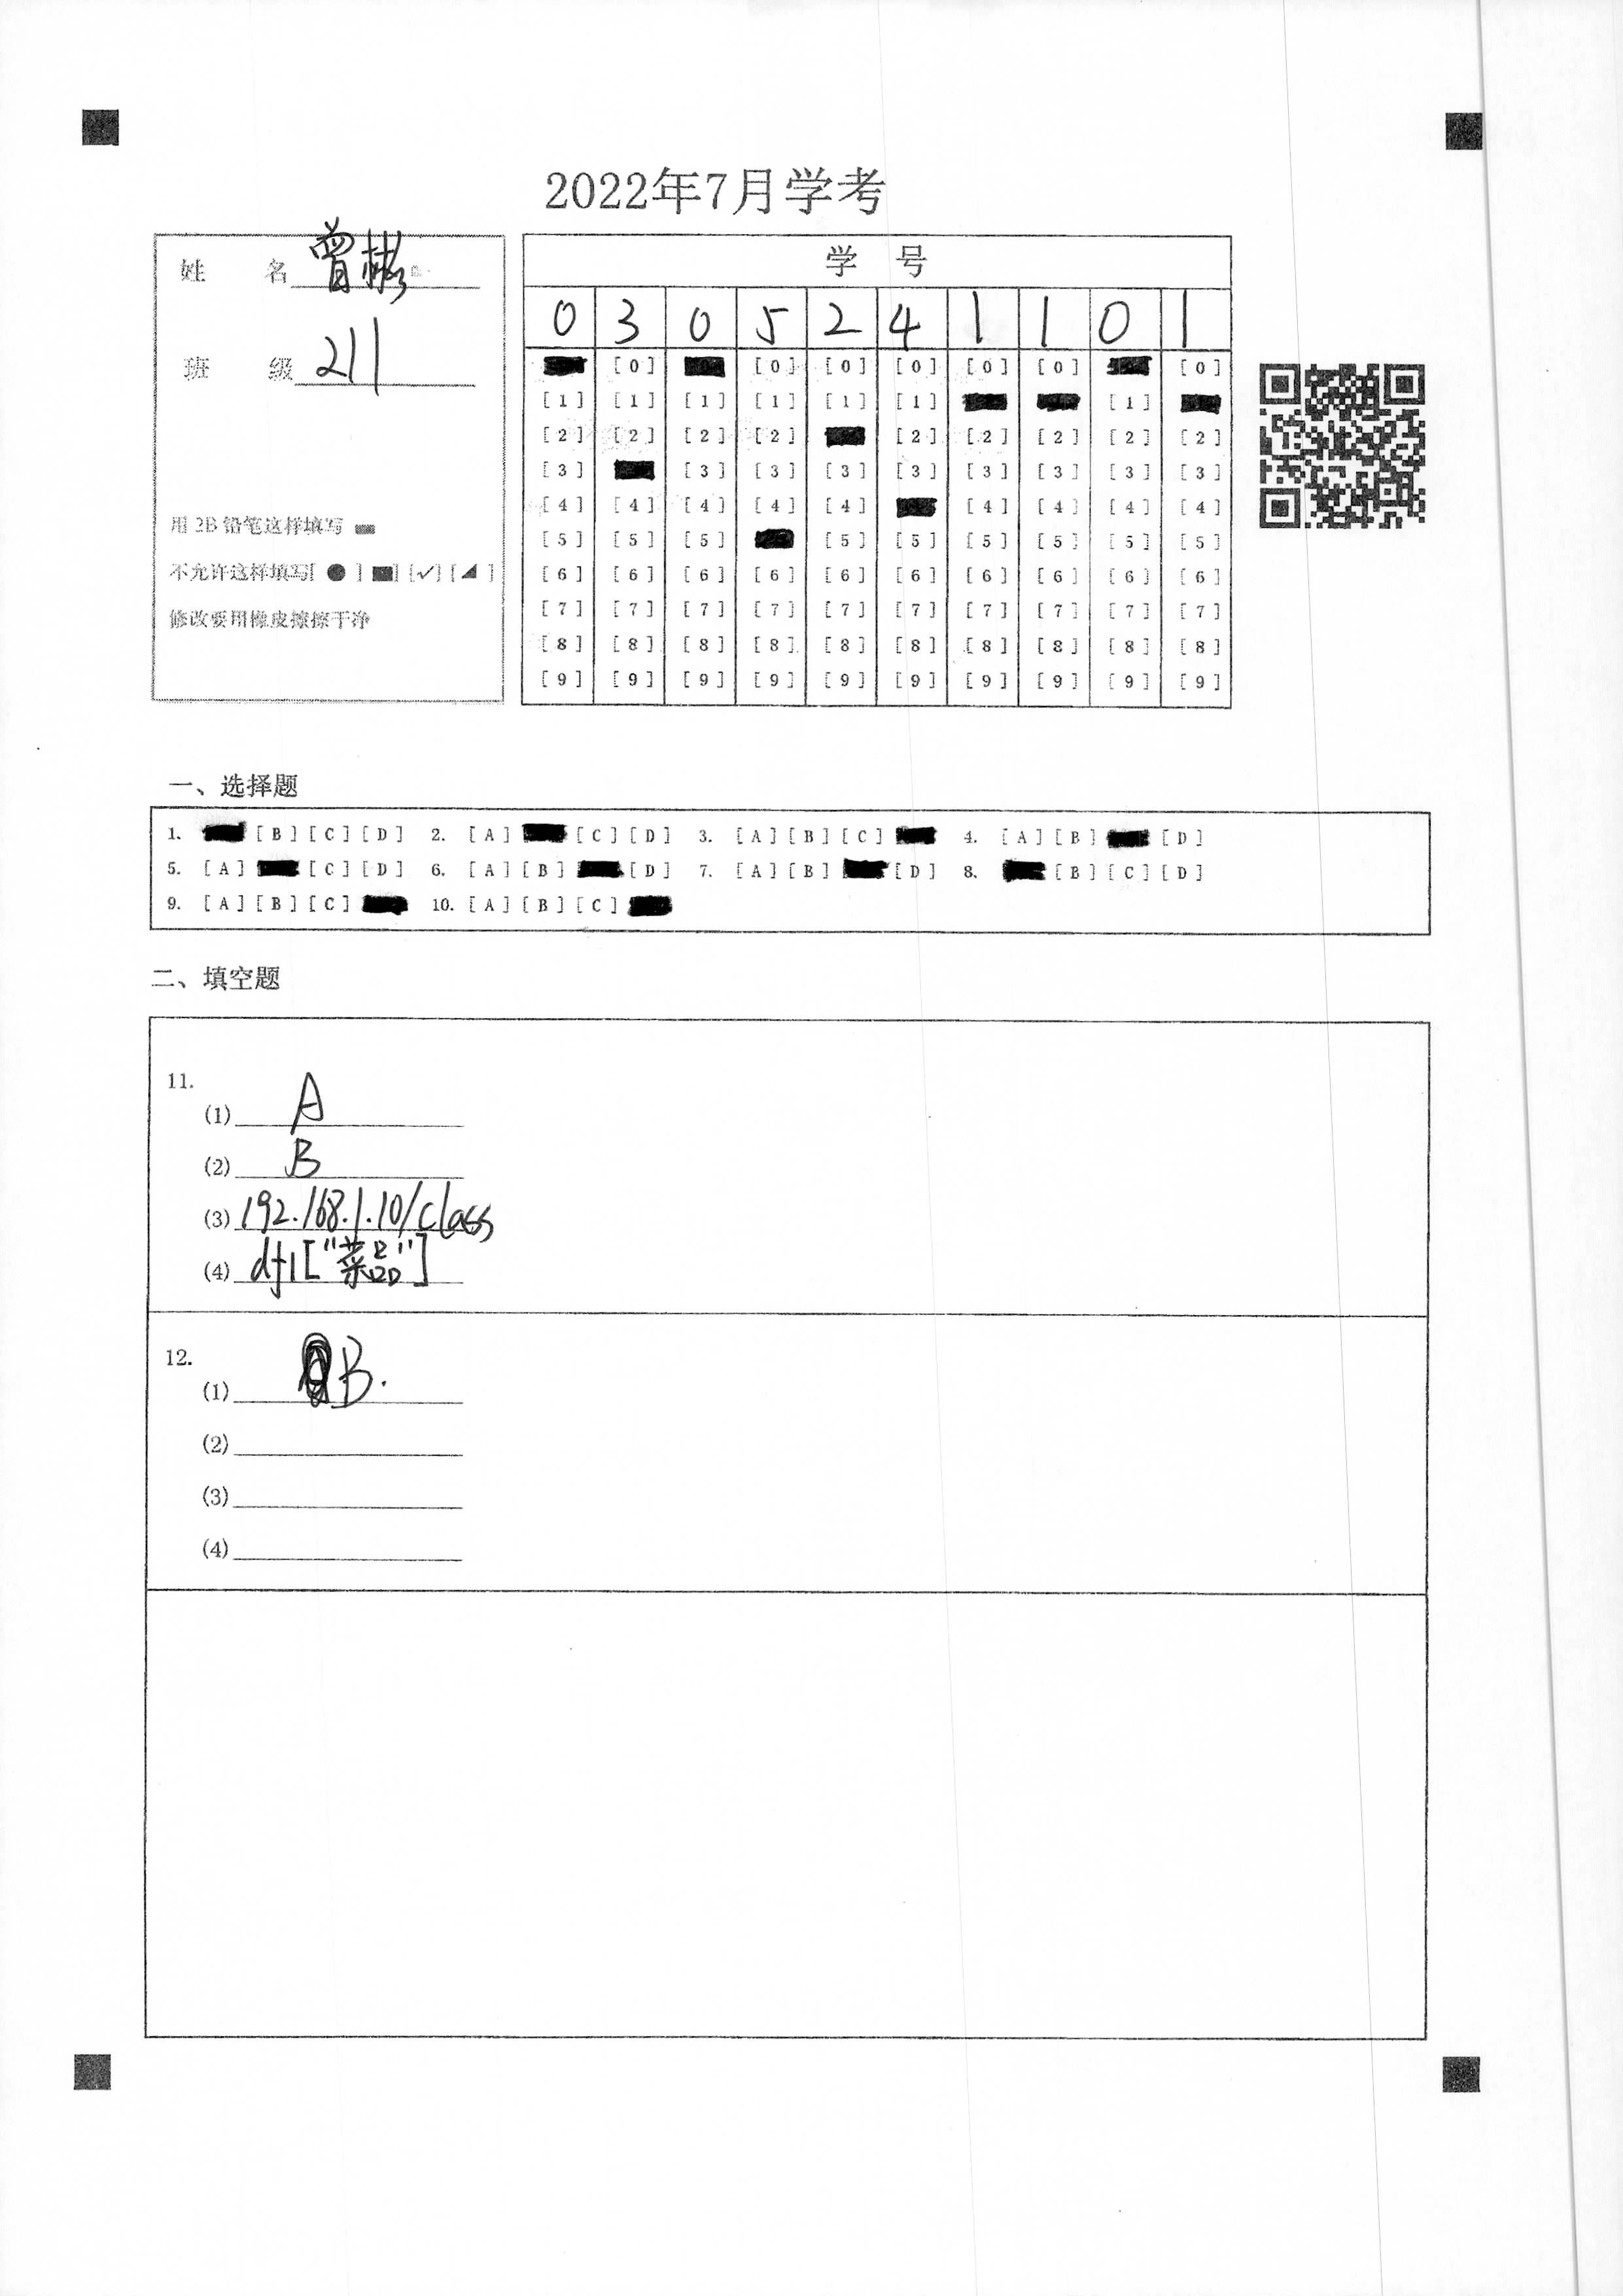 2022年7月学考
姓 名 曾彬
班 级 211
用 2B 铅笔这样填写
不允许这样填写[ ● ] [■] [✓] [◢ ]
修改要用橡皮擦擦干净
学 号
0 3 0 5 2 4 1 1 0 1
[0] [0] [0] [0] [0] [0]
[1] [1] [1] [1] [1] [1] [1]
[2] [2] [2] [2] [2] [2] [2] [2] [2]
[3] [3] [3] [3] [3] [3] [3] [3] [3]
[4] [4] [4] [4] [4] [4] [4] [4] [4]
[5] [5] [5] [5] [5] [5] [5] [5] [5]
[6] [6] [6] [6] [6] [6] [6] [6] [6] [6]
[7] [7] [7] [7] [7] [7] [7] [7] [7] [7]
[8] [8] [8] [8] [8] [8] [8] [8] [8] [8]
[9] [9] [9] [9] [9] [9] [9] [9] [9] [9]
一、选择题
1. [B] [C] [D] 2. [A] [C] [D] 3. [A] [B] [C] 4. [A] [B] [D]
5. [A] [C] [D] 6. [A] [B] [D] 7. [A] [B] [D] 8. [B] [C] [D]
9. [A] [B] [C] 10. [A] [B] [C]
二、填空题
11.
(1) A
(2) B
(3) 192.168.1.10/class
(4) df1["菜品"]
12.
(1) B.
(2)
(3)
(4)